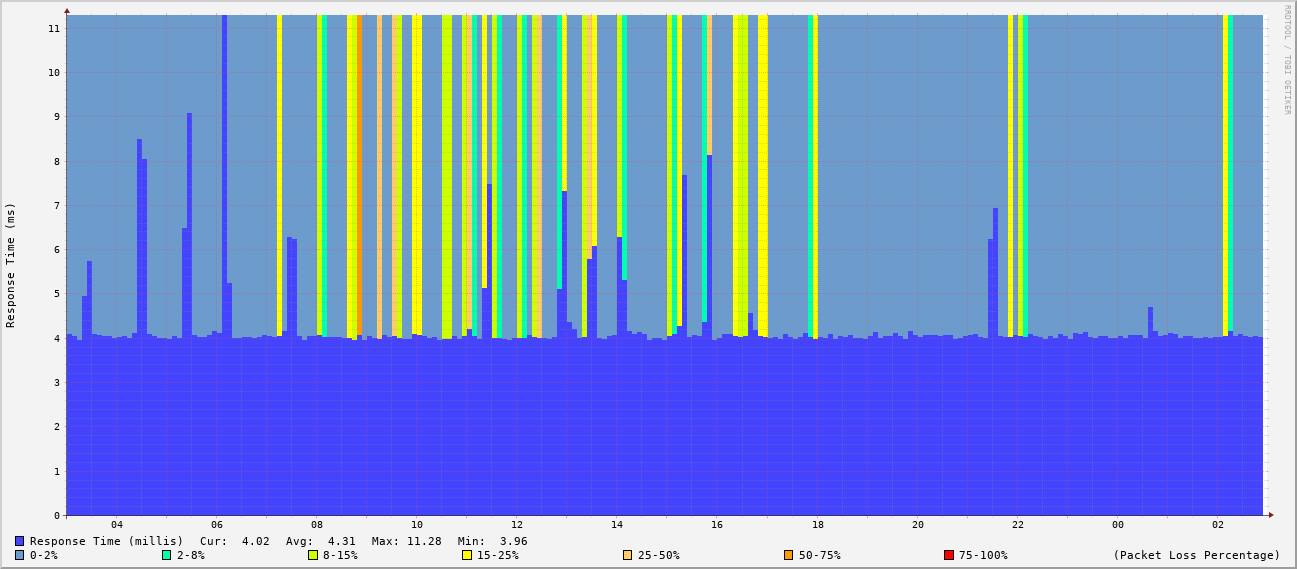 RRDTOOL / TOBI OETIKER
Response Time (ms)
11
10
9
8
7
6
5
4
3
2
1
0
04 06 08 10 12 14 16 18 20 22 00 02
Response Time (millis) Cur: 4.02 Avg: 4.31 Max: 11.28 Min: 3.96
0-2% 2-8% 8-15% 15-25% 25-50% 50-75% 75-100% (Packet Loss Percentage)